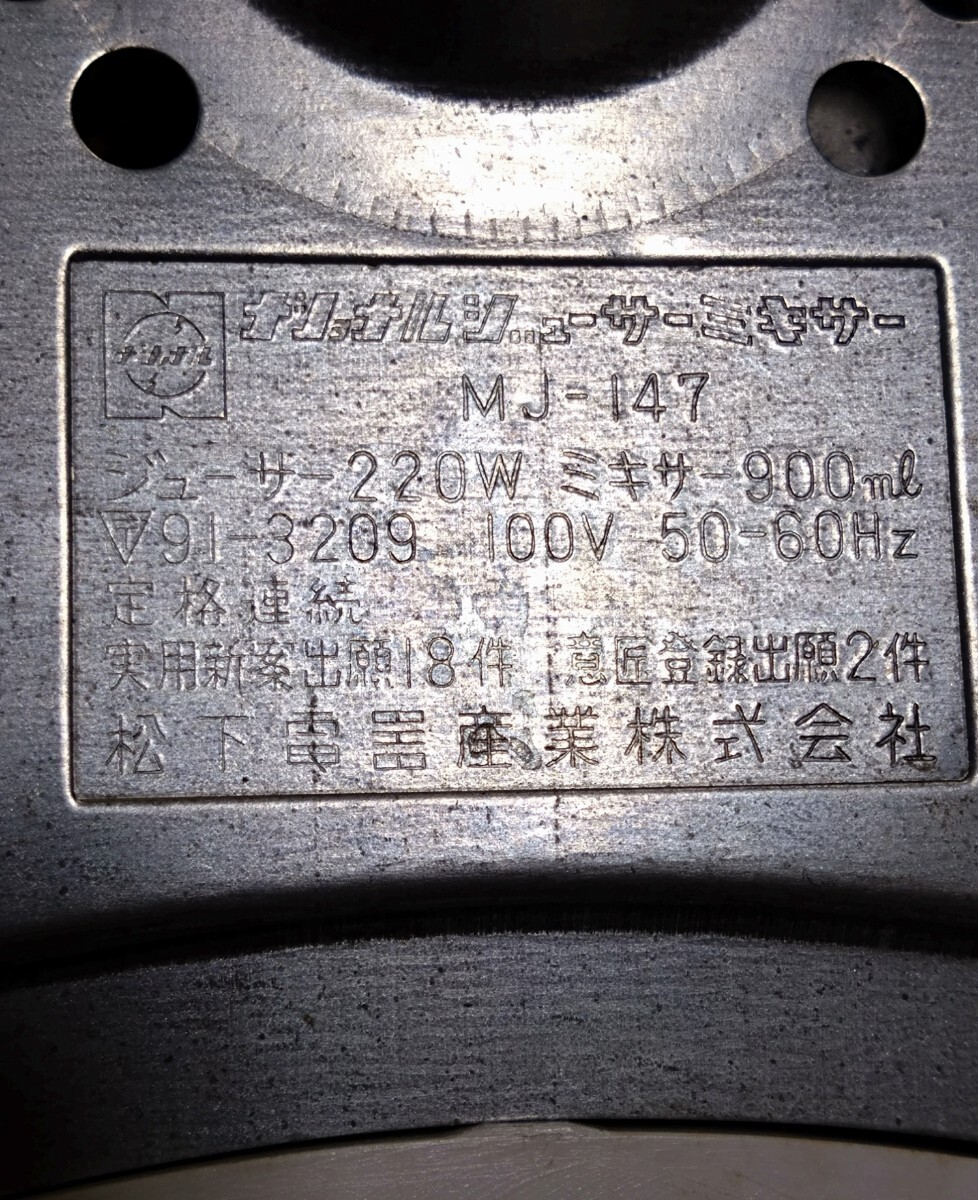 ナショナル
ナショナルジューサーミキサー
MJ-147
ジューサー220W ミキサー900ml
▽91-3209 100V 50-60Hz
定格連続
実用新案出願18件 意匠登録出願2件
松下電器産業株式会社